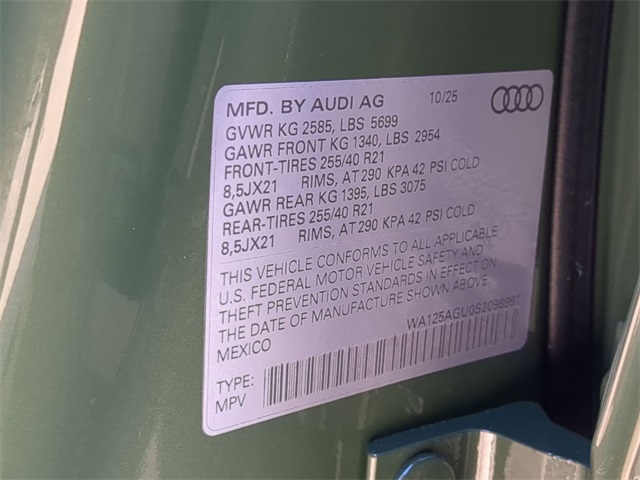 MFD. BY AUDI AG 10/25
GVWR KG 2585, LBS 5699
GAWR FRONT KG 1340, LBS 2954
FRONT-TIRES 255/40 R21
8,5JX21 RIMS, AT 290 KPA 42 PSI COLD
GAWR REAR KG 1395, LBS 3075
REAR-TIRES 255/40 R21
8,5JX21 RIMS, AT 290 KPA 42 PSI COLD
THIS VEHICLE CONFORMS TO ALL APPLICABLE
U.S. FEDERAL MOTOR VEHICLE SAFETY AND
THEFT PREVENTION STANDARDS IN EFFECT ON
THE DATE OF MANUFACTURE SHOWN ABOVE.
MEXICO
TYPE:
MPV